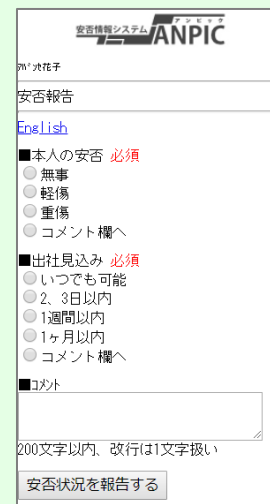 安否情報システム ANPIC
アンピック
ｱﾝﾋﾟｯｸ花子
安否報告
English
■本人の安否 必須
無事
軽傷
重傷
コメント欄へ
■出社見込み 必須
いつでも可能
2、3日以内
1週間以内
1ヶ月以内
コメント欄へ
■ｺﾒﾝﾄ
200文字以内、改行は1文字扱い
安否状況を報告する